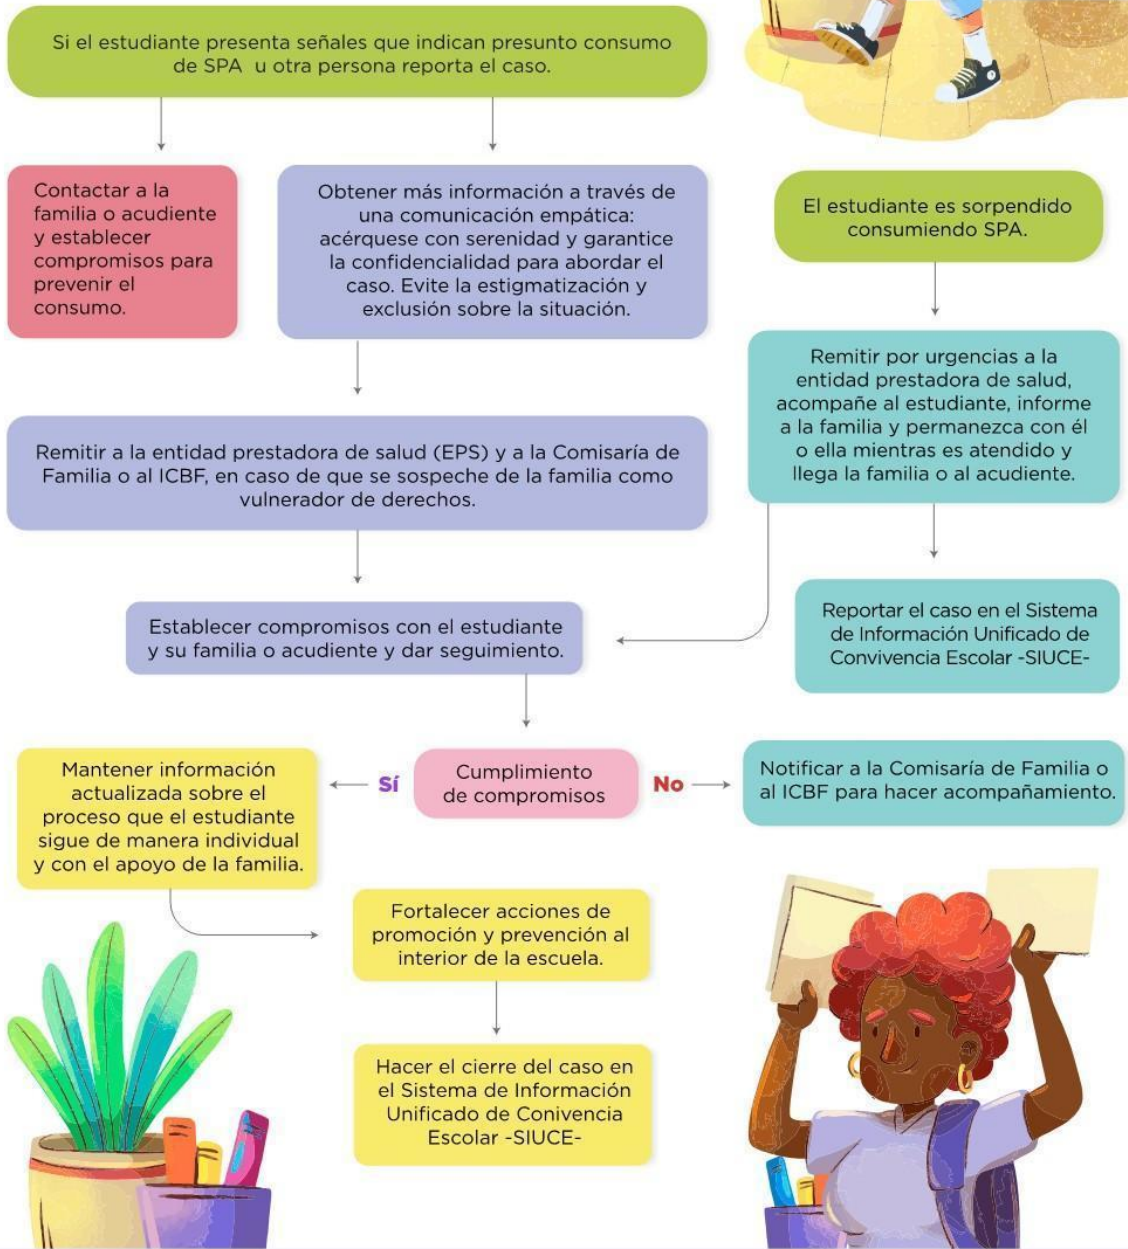 Si el estudiante presenta señales que indican presunto consumo
de SPA u otra persona reporta el caso.
Contactar a la
familia o acudiente
y establecer
compromisos para
prevenir el
consumo.
Obtener más información a través de
una comunicación empática:
acérquese con serenidad y garantice
la confidencialidad para abordar el
caso. Evite la estigmatización y
exclusión sobre la situación.
El estudiante es sorpendido
consumiendo SPA.
Remitir por urgencias a la
entidad prestadora de salud,
acompañe al estudiante, informe
a la familia y permanezca con él
o ella mientras es atendido y
llega la familia o al acudiente.
Remitir a la entidad prestadora de salud (EPS) y a la Comisaría de
Familia o al ICBF, en caso de que se sospeche de la familia como
vulnerador de derechos.
Reportar el caso en el Sistema
de Información Unificado de
Convivencia Escolar -SIUCE-
Establecer compromisos con el estudiante
y su familia o acudiente y dar seguimiento.
Mantener información
actualizada sobre el
proceso que el estudiante
sigue de manera individual
y con el apoyo de la familia.
Sí
Cumplimiento
de compromisos
No
Notificar a la Comisaría de Familia o
al ICBF para hacer acompañamiento.
Fortalecer acciones de
promoción y prevención al
interior de la escuela.
Hacer el cierre del caso en
el Sistema de Información
Unificado de Conivencia
Escolar -SIUCE-